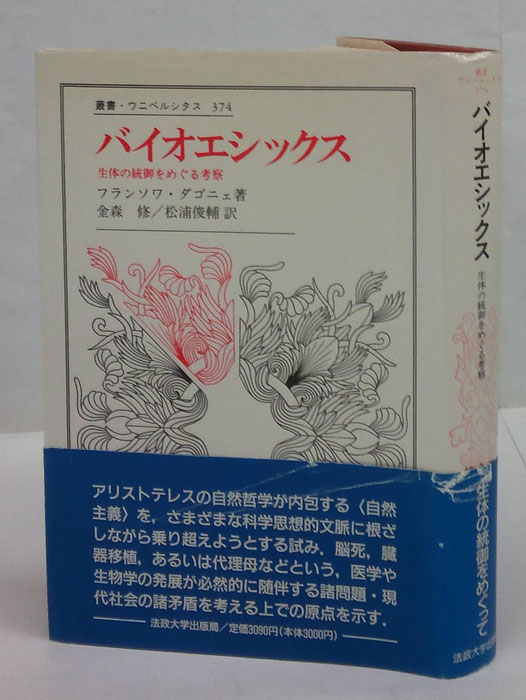 叢書・ウニベルシタス 374
バイオエシックス
生体の統御をめぐる考察
フランソワ・ダゴニェ著
金森 修/松浦俊輔 訳
アリストテレスの自然哲学が内包する〈自然
主義〉を，さまざまな科学思想的文脈に根ざ
しながら乗り超えようとする試み．脳死，臓
器移植，あるいは代理母などという，医学や
生物学の発展が必然的に随伴する諸問題・現
代社会の諸矛盾を考える上での原点を示す．
法政大学出版局/定価3090円(本体3000円)
バイオエシックス
生体の統御をめぐる考察
生体の統御をめぐって
法政大学出版